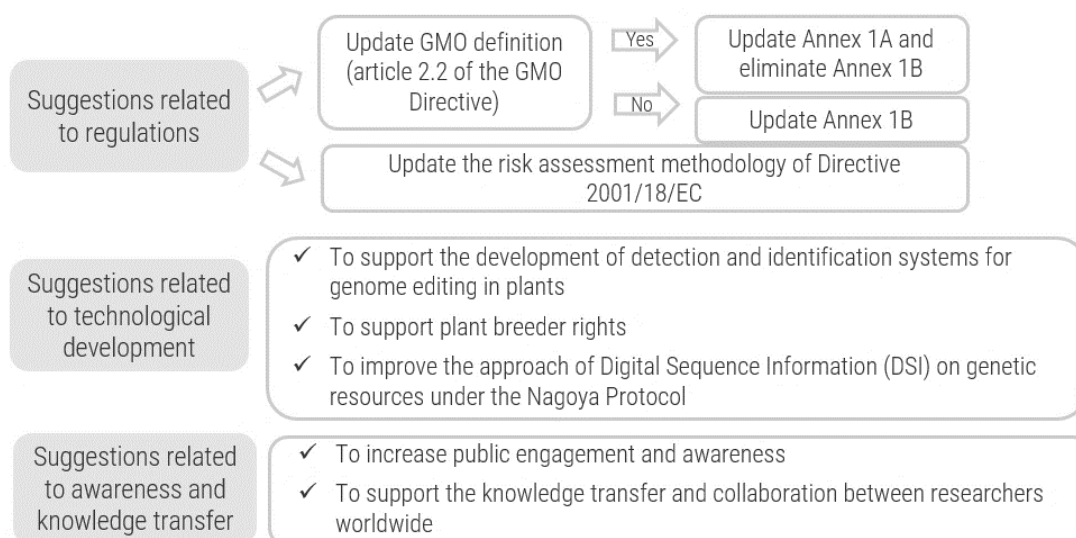 Suggestions related
to regulations
Update GMO definition
(article 2.2 of the GMO
Directive)
Yes
Update Annex 1A and
eliminate Annex 1B
No
Update Annex 1B
Update the risk assessment methodology of Directive
2001/18/EC
Suggestions related
to technological
development
✓ To support the development of detection and identification systems for
genome editing in plants
✓ To support plant breeder rights
✓ To improve the approach of Digital Sequence Information (DSI) on genetic
resources under the Nagoya Protocol
Suggestions related
to awareness and
knowledge transfer
✓ To increase public engagement and awareness
✓ To support the knowledge transfer and collaboration between researchers
worldwide